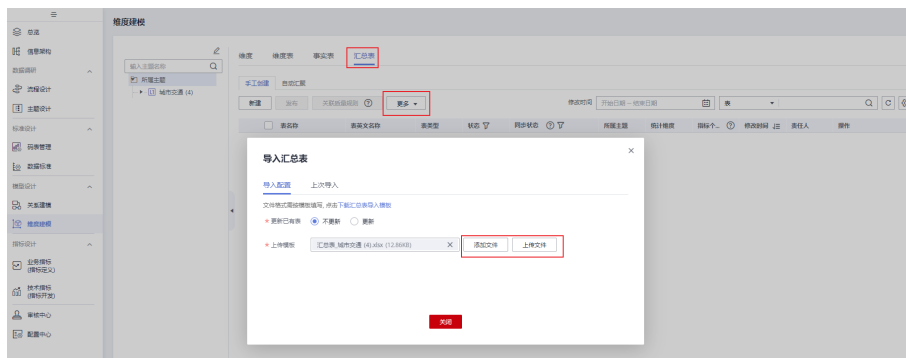 维度建模
总览
信息架构
数据调研
流程设计
主题设计
标准设计
码表管理
数据标准
模型设计
关系建模
维度建模
指标设计
业务指标
(指标定义)
技术指标
(指标开发)
审核中心
配置中心
输入主题名称
所属主题
城市交通 (4)
维度 维度表 事实表 汇总表
手工创建 自动汇聚
新建 发布 关联质量规则 更多 修改时间 开始日期 – 结束日期 表
表名称 表英文名称 表类型 状态 同步状态 所属主题 统计维度 指标个... 修改时间 责任人 操作
导入汇总表
导入配置 上次导入
文件格式需按模板填写, 点击下载汇总表导入模板
* 更新已有表 不更新 更新
* 上传模板 汇总表_城市交通 (4).xlsx (12.86KB) 添加文件 上传文件
关闭